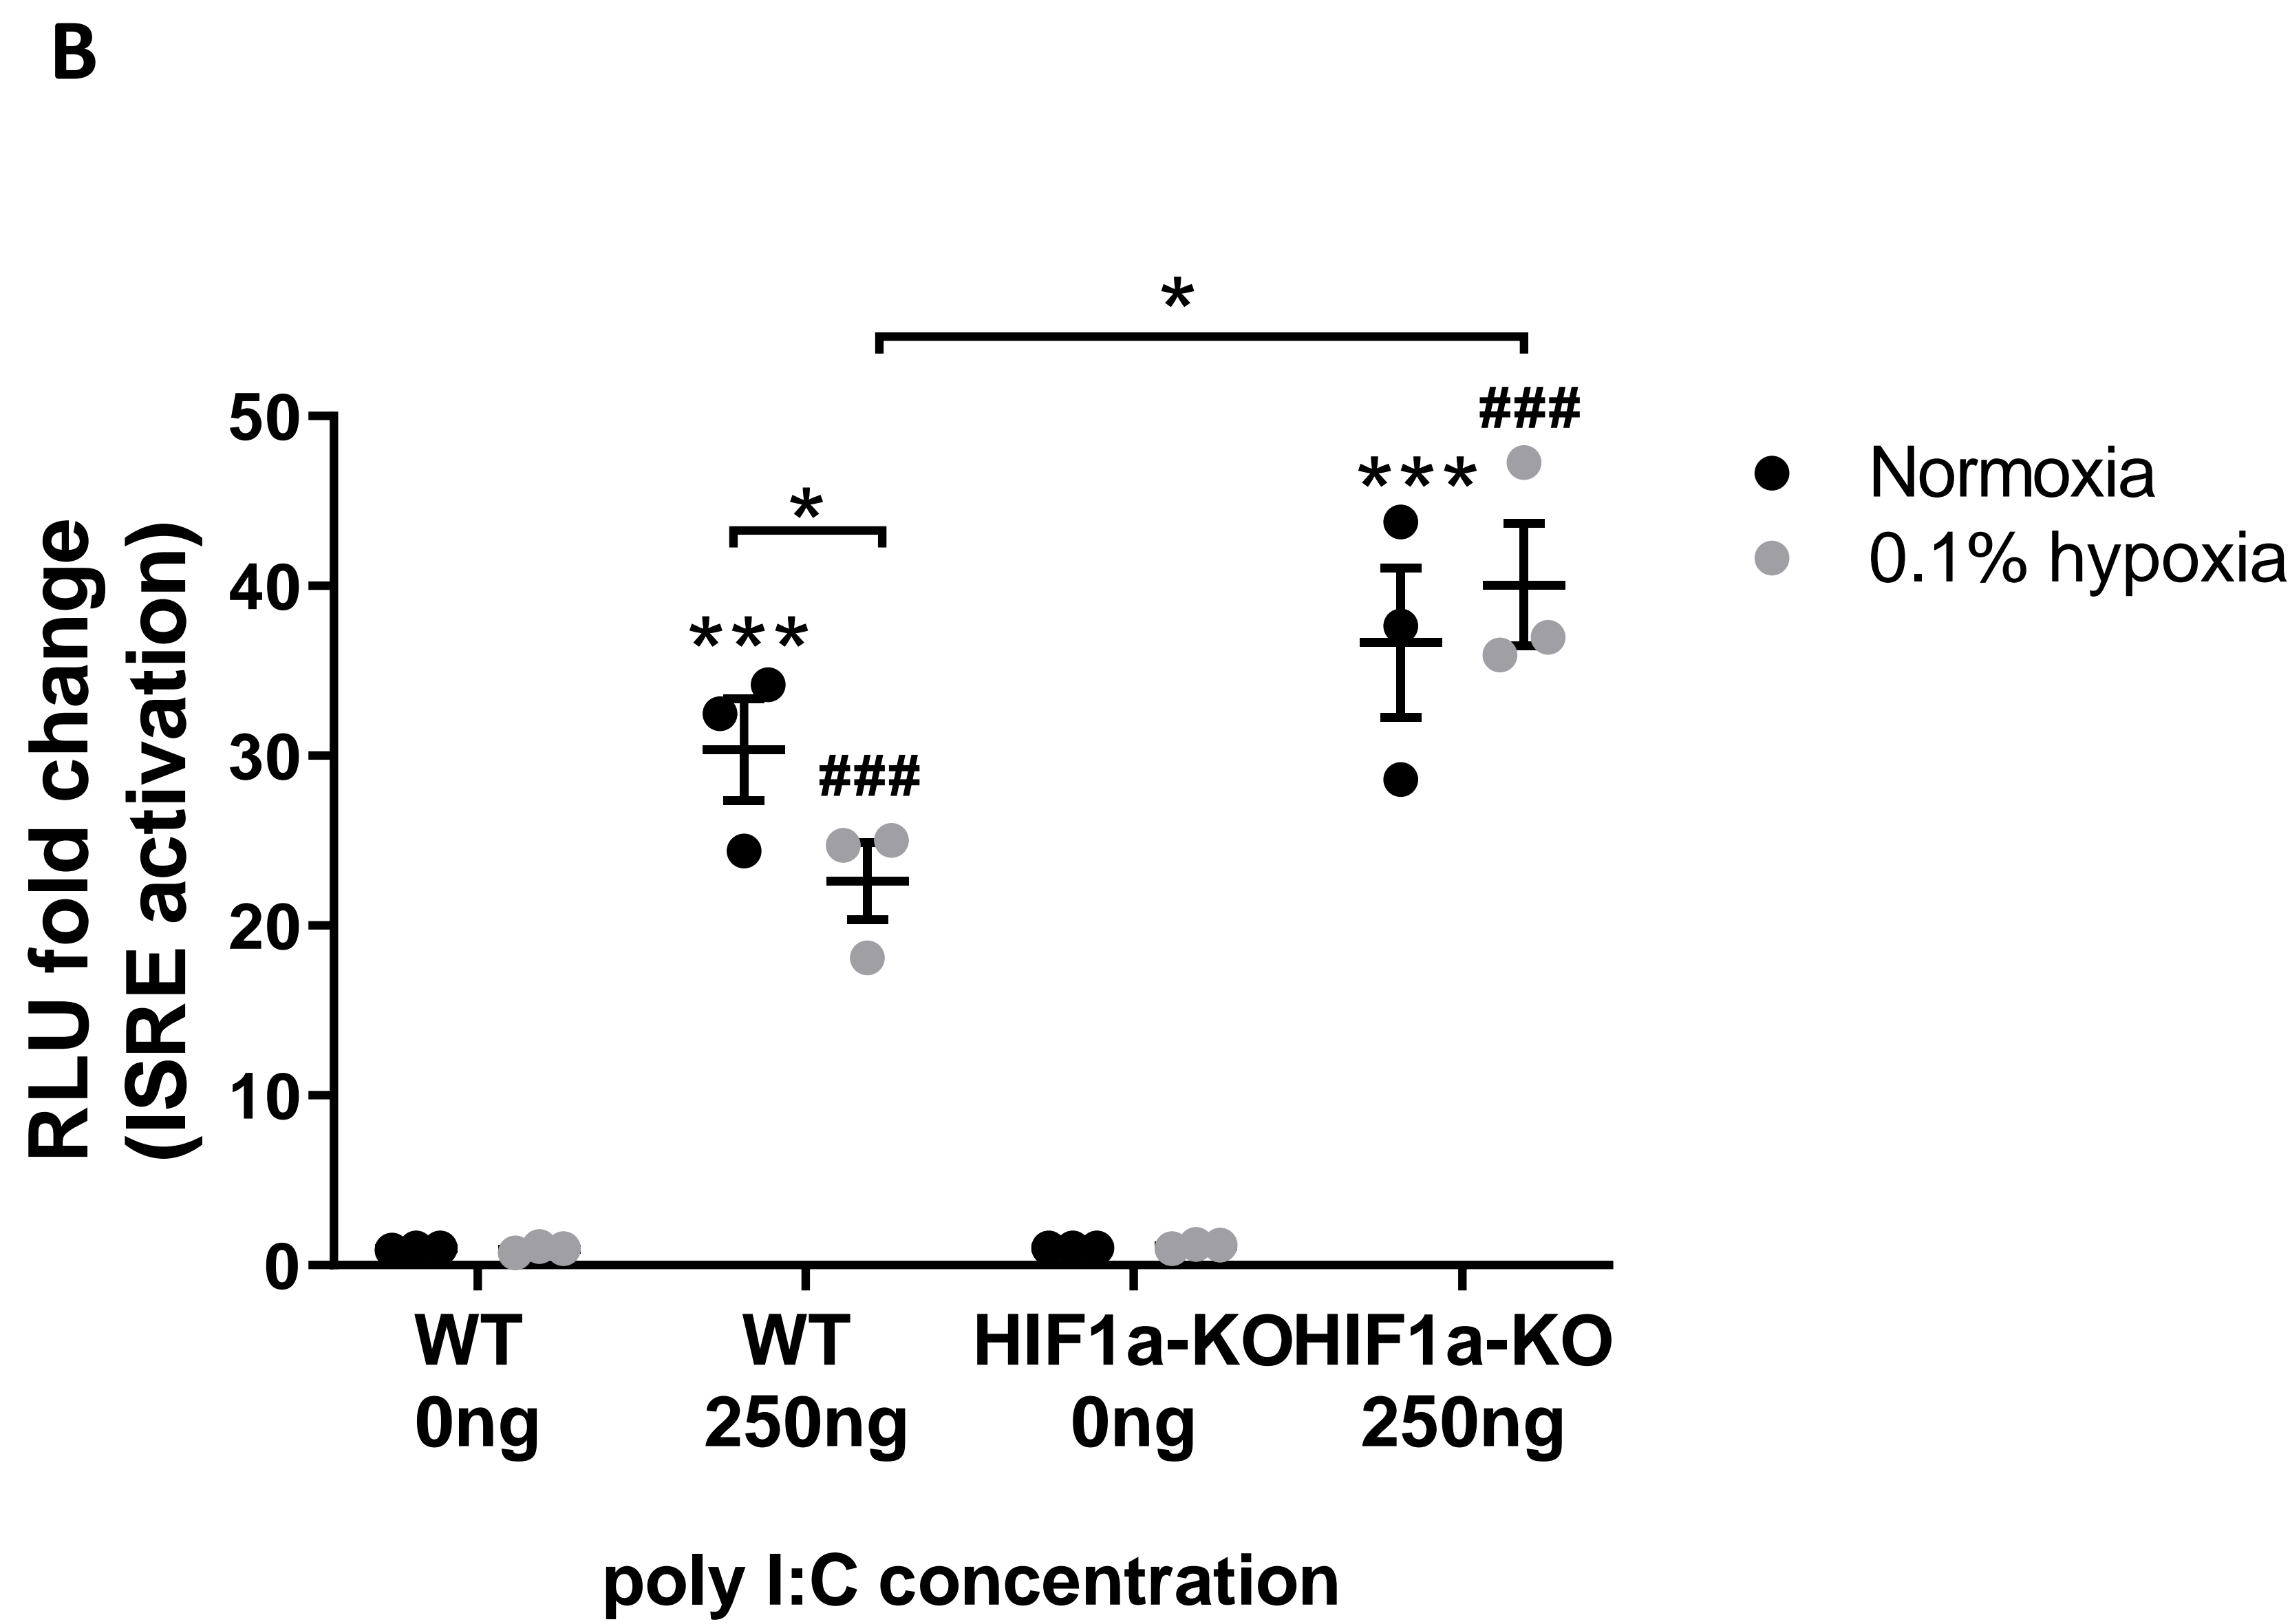 B
*
###
50
***
Normoxia
*
0.1% hypoxia
40
***
30
###
20
10
0
RLU fold change
(ISRE activation)
WT WT HIF1a-KO HIF1a-KO
0ng 250ng 0ng 250ng
poly I:C concentration